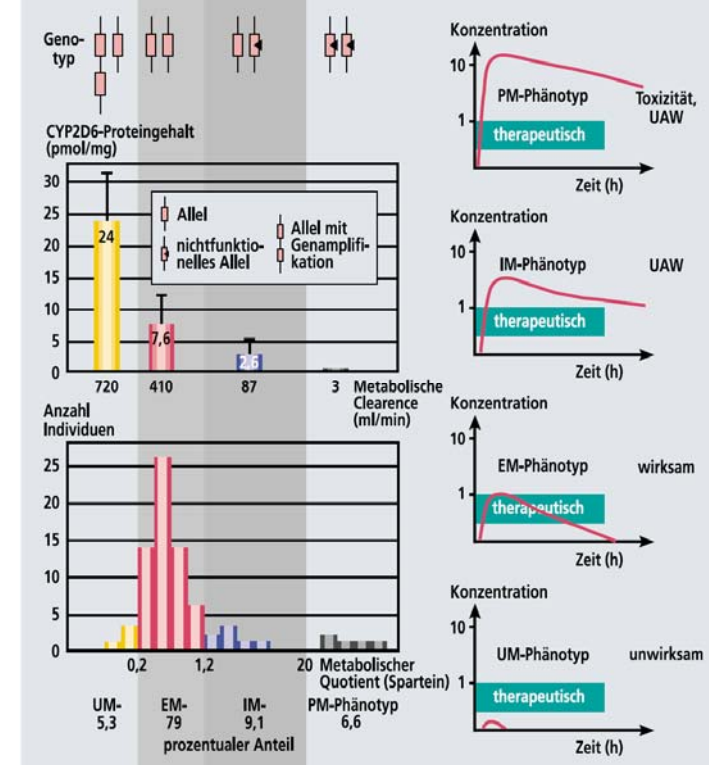 Geno-
typ
CYP2D6-Proteingehalt
(pmol/mg)
30
25
20
15
10
5
0
24
7,6
2,6
Allel
nichtfunktio-
nelles Allel
Allel mit
Genamplifi-
kation
720 410 87 3 Metabolische
Clearence
(ml/min)
Anzahl
Individuen
25
20
15
10
5
0
0,2 1,2 20 Metabolischer
Quotient (Spartein)
UM- EM- IM- PM-Phänotyp
5,3 79 9,1 6,6
prozentualer Anteil
Konzentration
10
PM-Phänotyp
Toxizität,
UAW
1
therapeutisch
Zeit (h)
Konzentration
10
IM-Phänotyp UAW
1
therapeutisch
Zeit (h)
Konzentration
10
EM-Phänotyp wirksam
1
therapeutisch
Zeit (h)
Konzentration
10
UM-Phänotyp unwirksam
1
therapeutisch
Zeit (h)